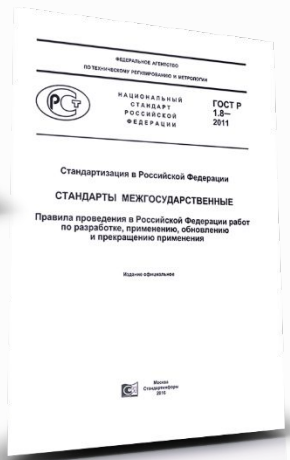 ФЕДЕРАЛЬНОЕ АГЕНТСТВО
ПО ТЕХНИЧЕСКОМУ РЕГУЛИРОВАНИЮ И МЕТРОЛОГИИ
НАЦИОНАЛЬНЫЙ
СТАНДАРТ
РОССИЙСКОЙ
ФЕДЕРАЦИИ
ГОСТ Р
1.8—
2011
Стандартизация в Российской Федерации
СТАНДАРТЫ МЕЖГОСУДАРСТВЕННЫЕ
Правила проведения в Российской Федерации работ
по разработке, применению, обновлению
и прекращению применения
Издание официальное
Москва
Стандартинформ